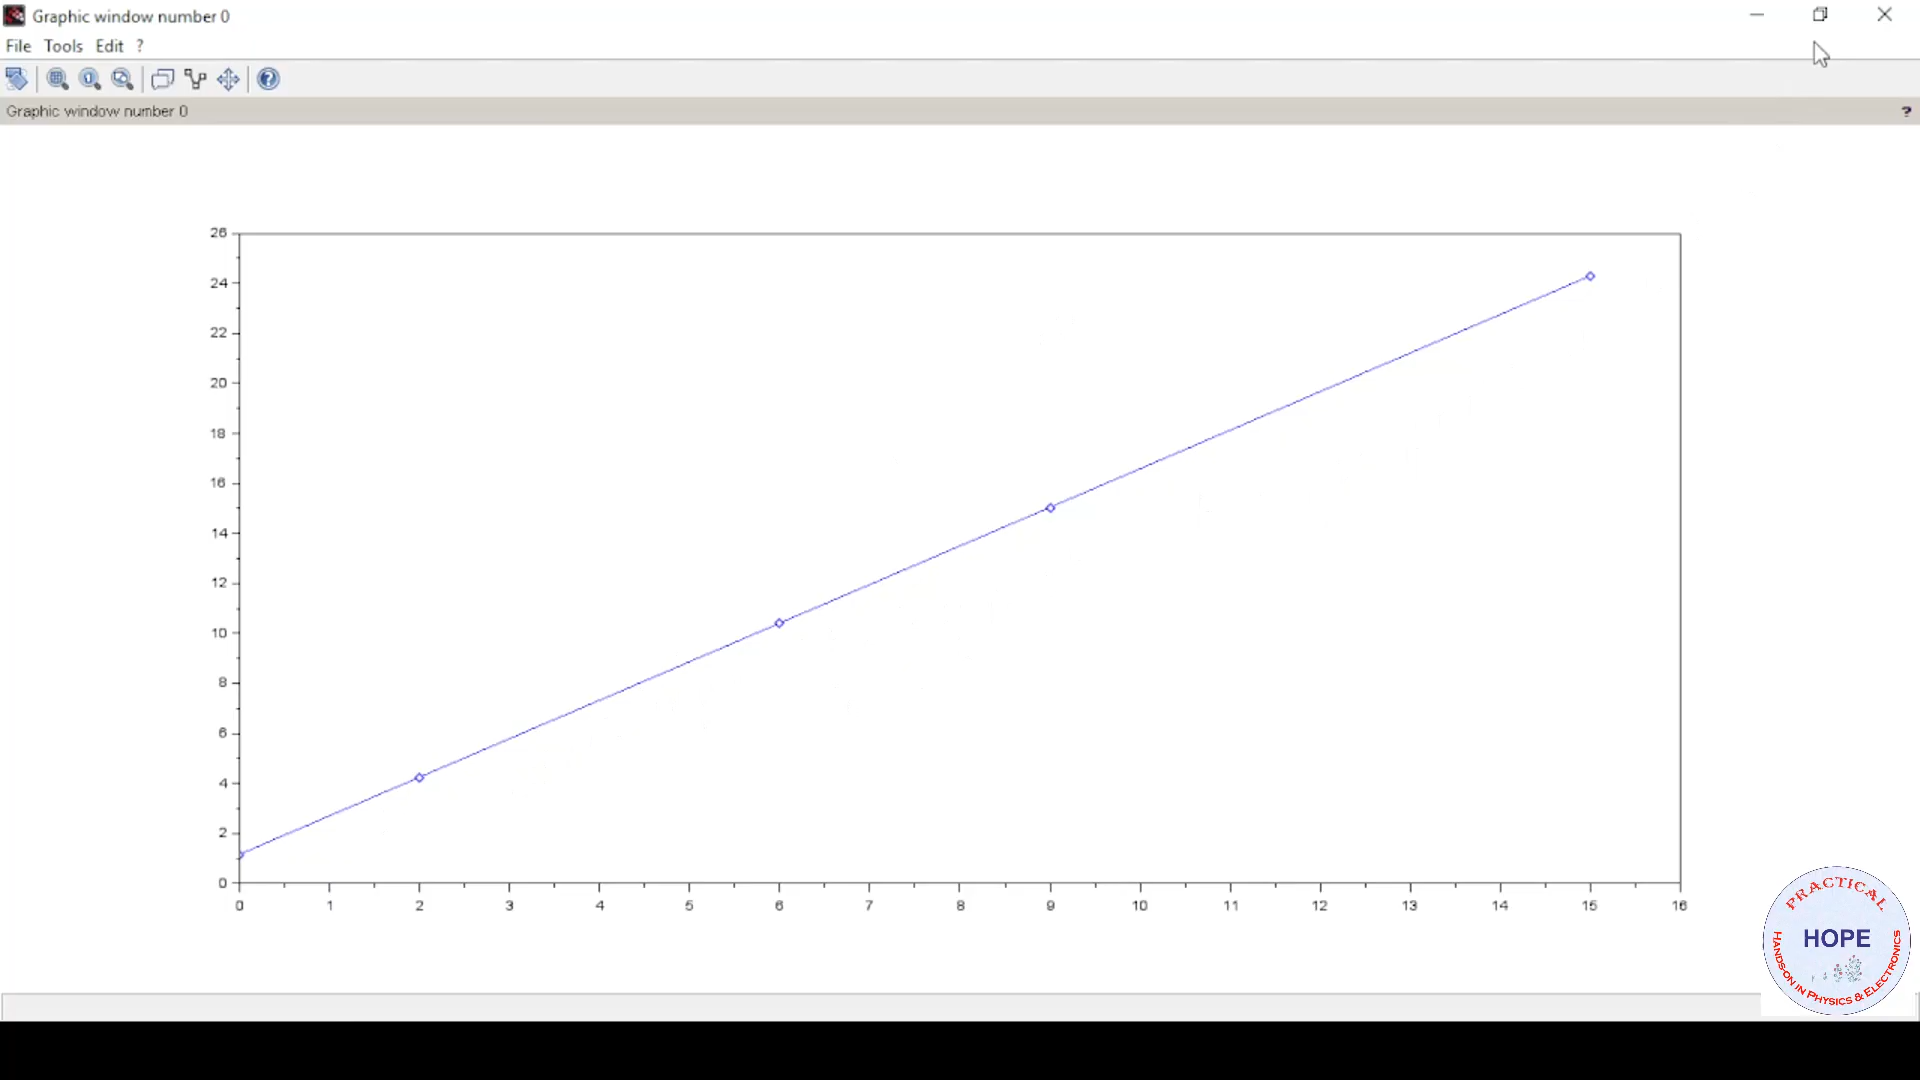 Graphic window number 0
File Tools Edit ?
Graphic window number 0
?
26
24
22
20
18
16
14
12
10
8
6
4
2
0
0 1 2 3 4 5 6 7 8 9 10 11 12 13 14 15 16
PRACTICAL
HOPE
HANDS-ON IN PHYSICS & ELECTRONICS